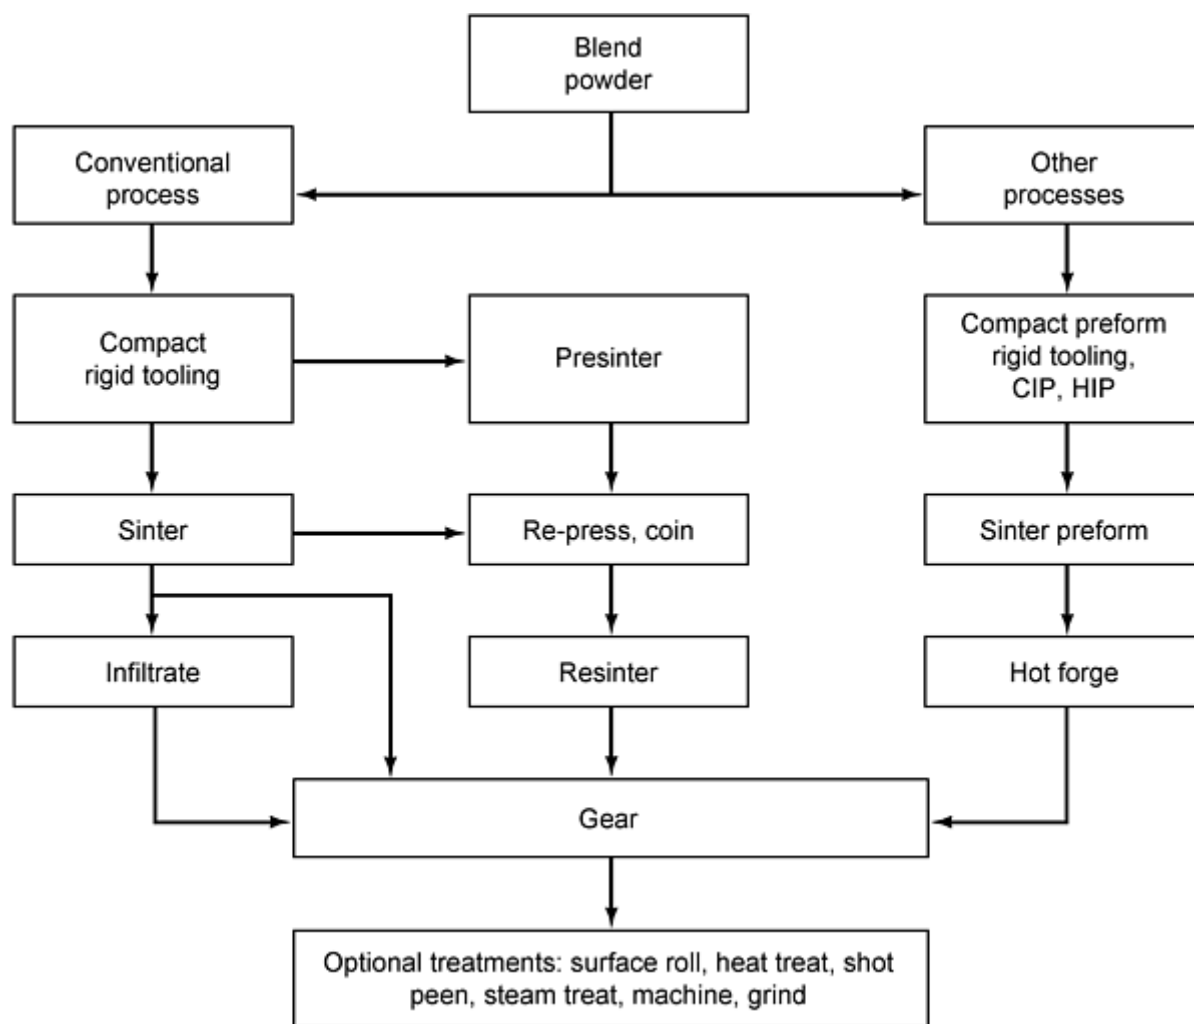 Blend
powder
Conventional
process
Other
processes
Compact
rigid tooling
Presinter
Compact preform
rigid tooling,
CIP, HIP
Sinter
Re-press, coin
Sinter preform
Infiltrate
Resinter
Hot forge
Gear
Optional treatments: surface roll, heat treat, shot
peen, steam treat, machine, grind